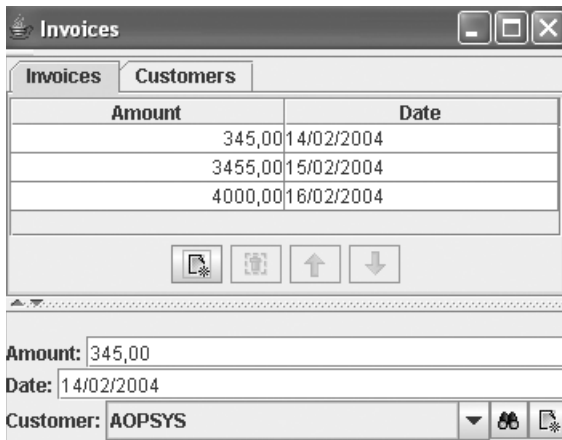 Invoices
Invoices Customers
Amount Date
345,00 14/02/2004
3455,00 15/02/2004
4000,00 16/02/2004
Amount: 345,00
Date: 14/02/2004
Customer: AOPSYS